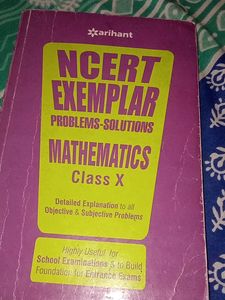 arihant
NCERT
EXEMPLAR
PROBLEMS-SOLUTIONS
MATHEMATICS
Class X
Detailed Explanation to all
Objective & Subjective Problems
Highly Useful for
School Examinations & to Build
Foundation for Entrance Exams